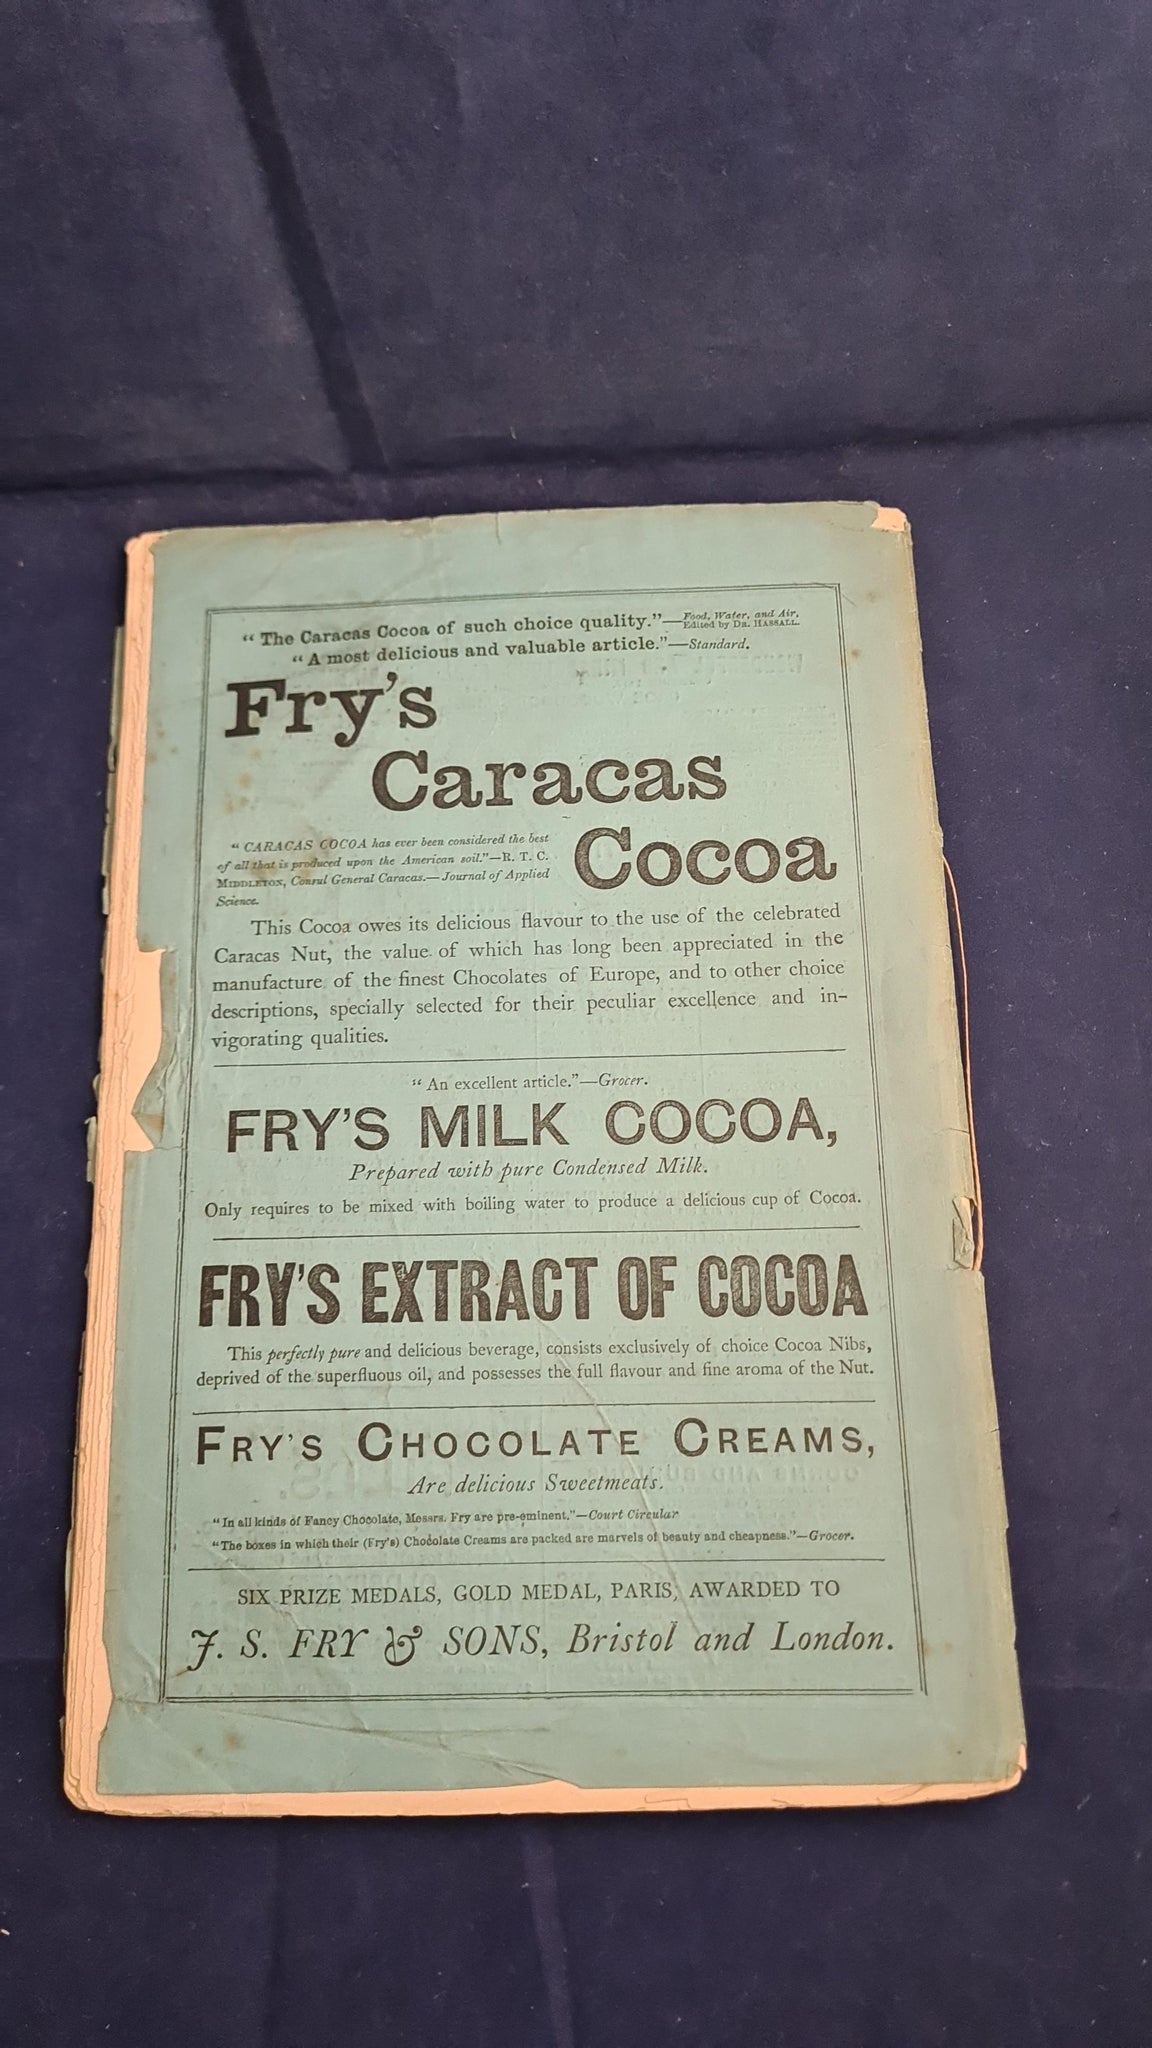 “The Caracas Cocoa of such choice quality.”—Food, Water, and Air. Edited by Dr. Hassall.
“A most delicious and valuable article.”—Standard.
Fry's
Caracas
Cocoa
“CARACAS COCOA has ever been considered the best
of all that is produced upon the American soil.”—R. T. C.
Middleton, Consul General Caracas.—Journal of Applied
Science.
This Cocoa owes its delicious flavour to the use of the celebrated
Caracas Nut, the value of which has long been appreciated in the
manufacture of the finest Chocolates of Europe, and to other choice
descriptions, specially selected for their peculiar excellence and in-
vigorating qualities.
“An excellent article.”—Grocer.
FRY'S MILK COCOA,
Prepared with pure Condensed Milk.
Only requires to be mixed with boiling water to produce a delicious cup of Cocoa.
FRY'S EXTRACT OF COCOA
This perfectly pure and delicious beverage, consists exclusively of choice Cocoa Nibs,
deprived of the superfluous oil, and possesses the full flavour and fine aroma of the Nut.
Fry's Chocolate Creams,
Are delicious Sweetmeats.
“In all kinds of Fancy Chocolate, Messrs. Fry are pre-eminent.”—Court Circular
“The boxes in which their (Fry's) Chocolate Creams are packed are marvels of beauty and cheapness.”—Grocer.
SIX PRIZE MEDALS, GOLD MEDAL, PARIS, AWARDED TO
J. S. FRY & SONS, Bristol and London.